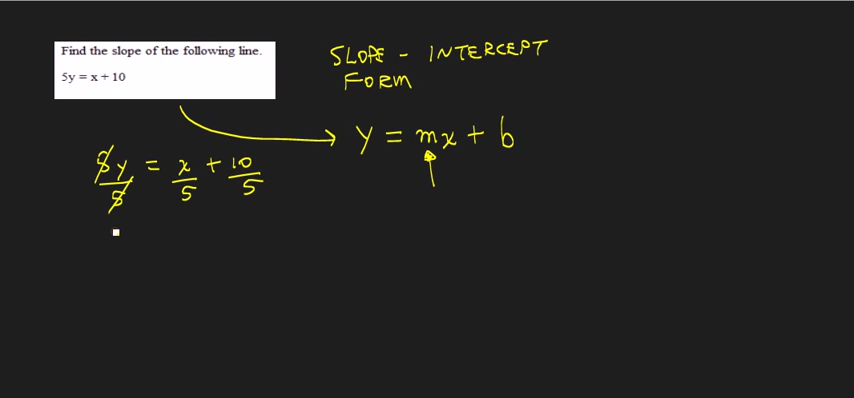 Find the slope of the following line.
5y = x + 10
SLOPE - INTERCEPT
FORM
y = mx + b
5y/5 = x/5 + 10/5